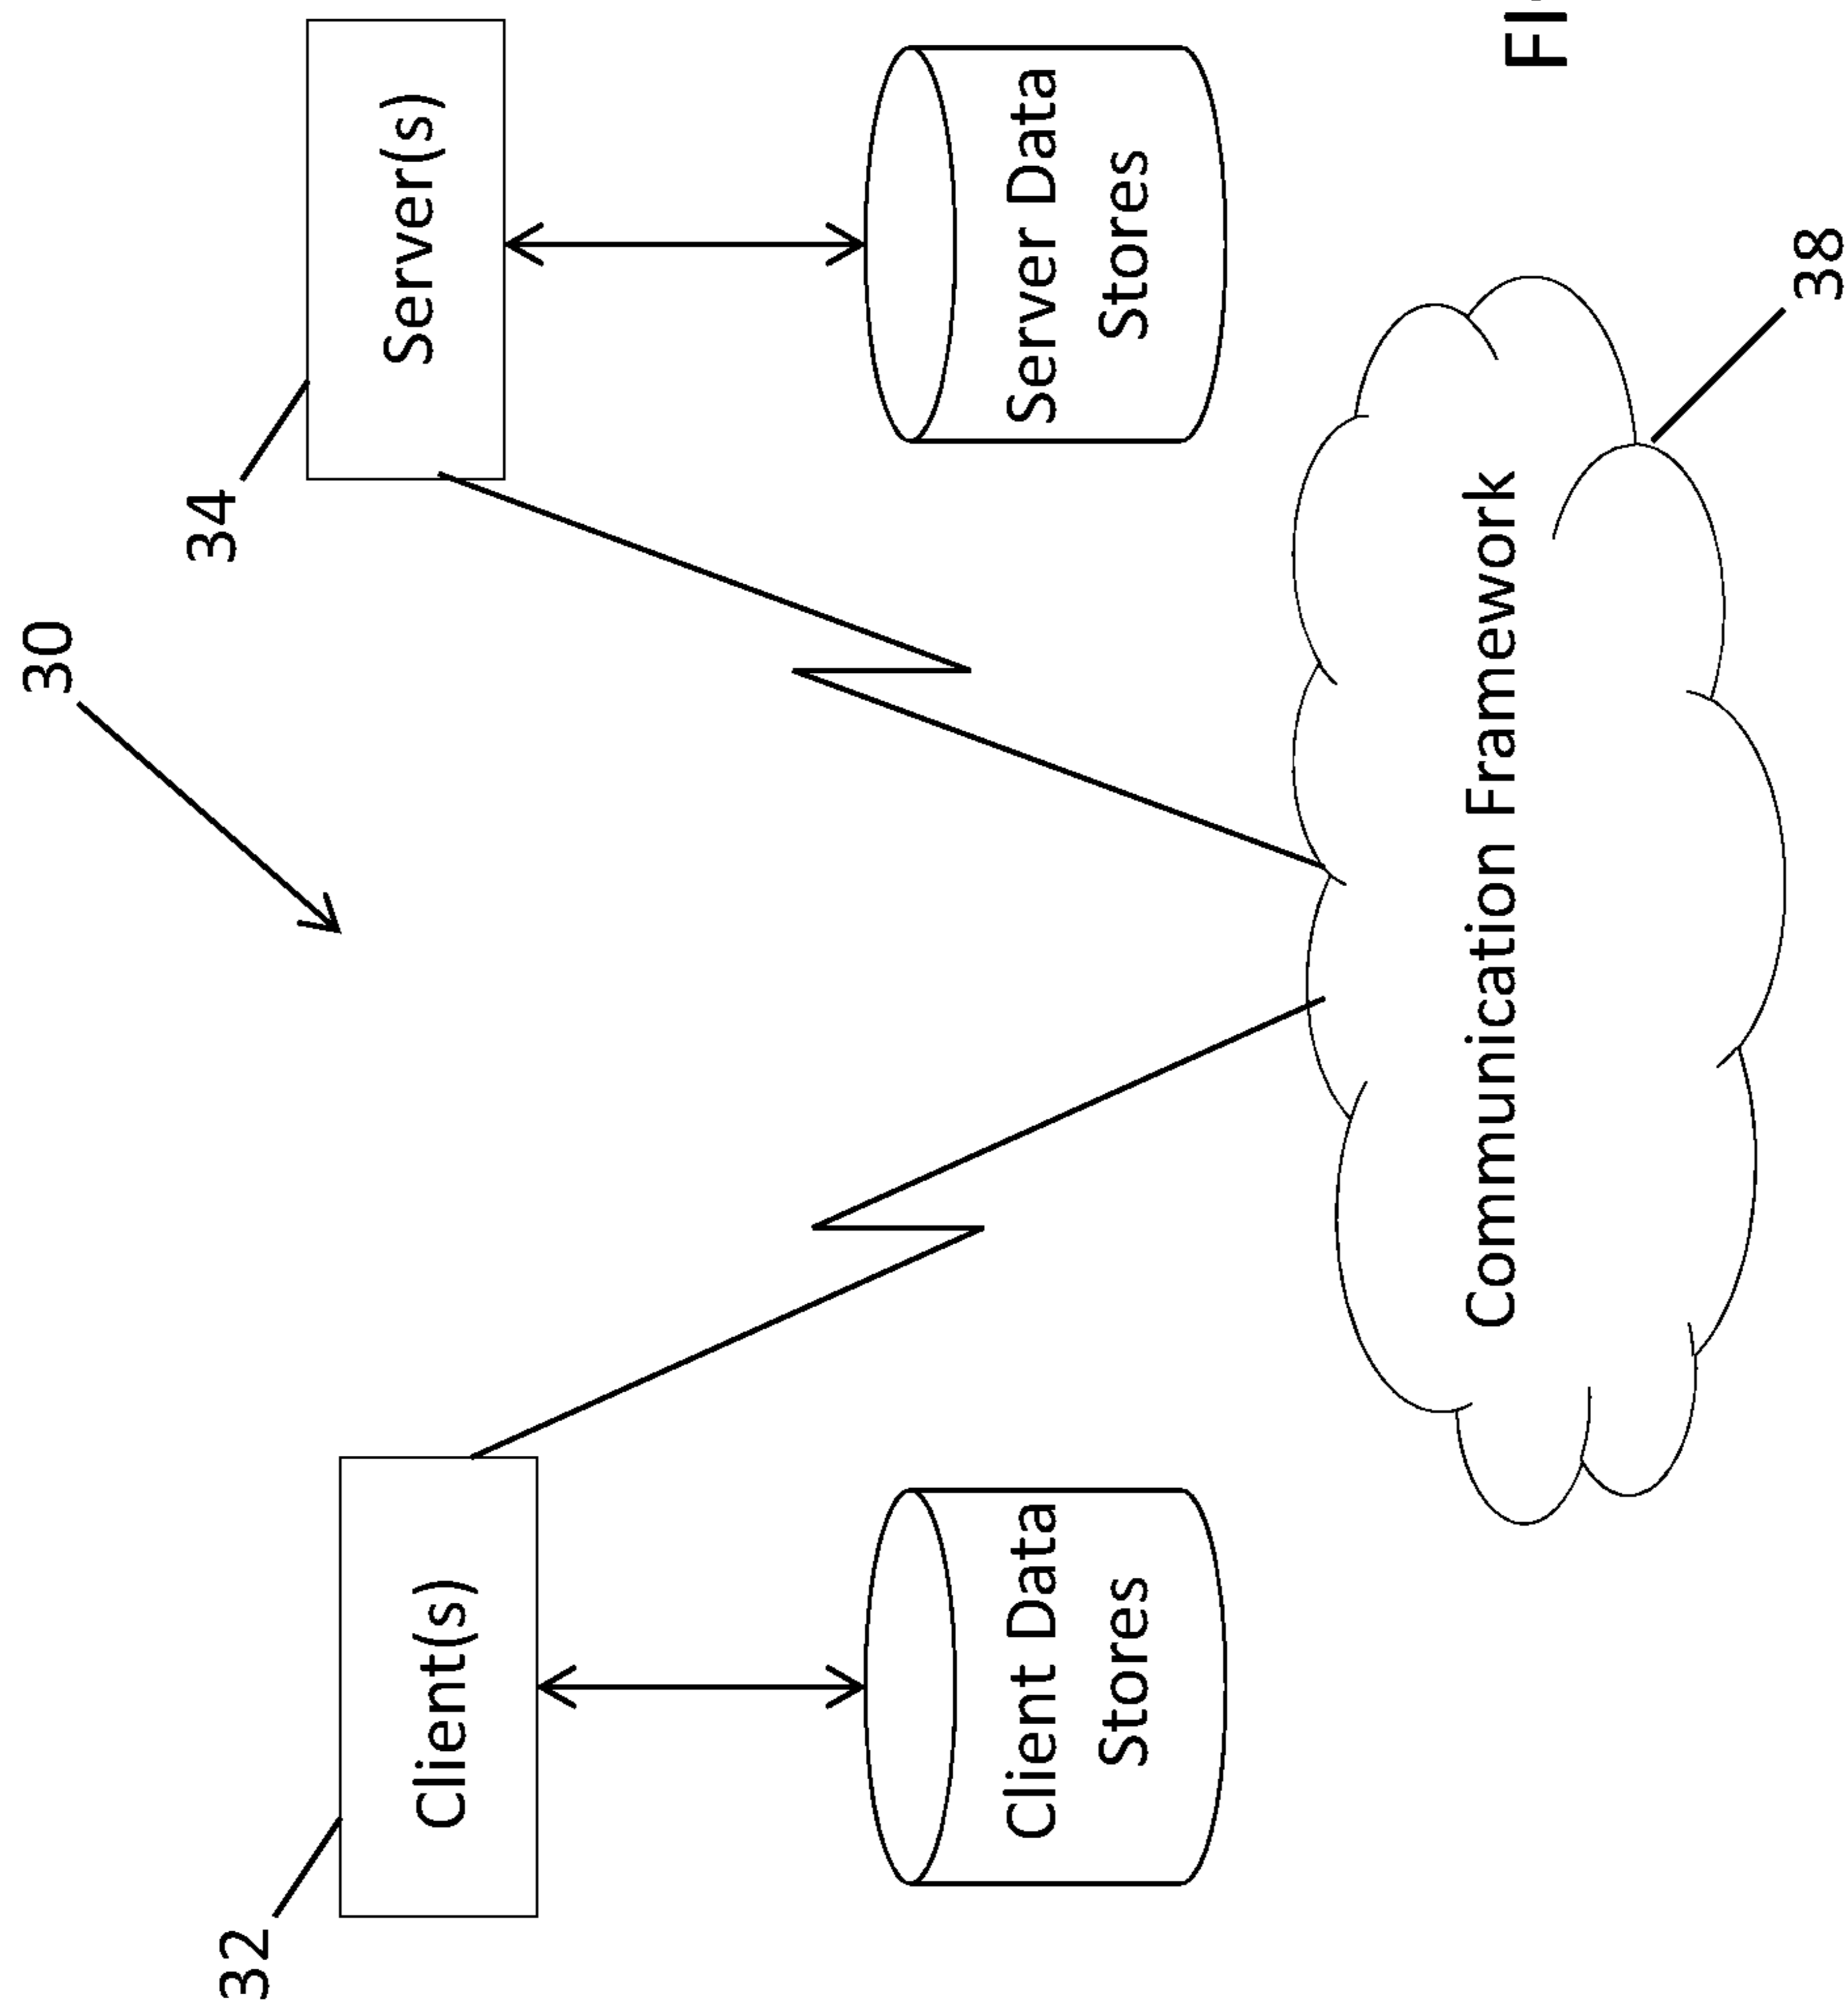 30
32
34
Client(s)
Server(s)
Client Data
Stores
Server Data
Stores
Communication Framework
38